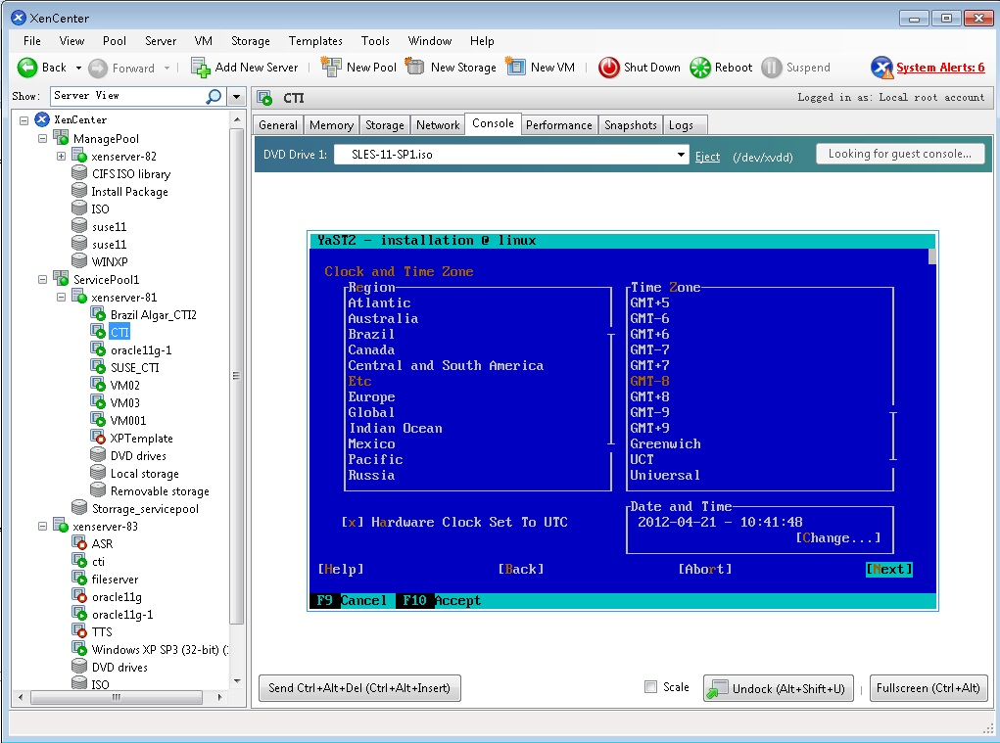 XenCenter
File View Pool Server VM Storage Templates Tools Window Help
Back Forward Add New Server New Pool New Storage New VM Shut Down Reboot Suspend System Alerts: 6
Show: Server View
CTI Logged in as: Local root account
General Memory Storage Network Console Performance Snapshots Logs
DVD Drive 1: SLES-11-SP1.iso Eject (/dev/xvdd) Looking for guest console...
XenCenter
ManagePool
xenserver-82
CIFS ISO library
Install Package
ISO
suse11
suse11
WINXP
ServicePool1
xenserver-81
Brazil Algar_CTI2
CTI
oracle11g-1
SUSE_CTI
VM02
VM03
VM001
XPTemplate
DVD drives
Local storage
Removable storage
Storrage_servicepool
xenserver-83
ASR
cti
fileserver
oracle11g
oracle11g-1
TTS
Windows XP SP3 (32-bit) (
DVD drives
ISO
YaST2 - installation @ linux
Clock and Time Zone
Region
Atlantic
Australia
Brazil
Canada
Central and South America
Etc
Europe
Global
Indian Ocean
Mexico
Pacific
Russia
Time Zone
GMT+5
GMT-6
GMT+6
GMT-7
GMT+7
GMT-8
GMT+8
GMT-9
GMT+9
Greenwich
UCT
Universal
[x] Hardware Clock Set To UTC
Date and Time
2012-04-21 - 10:41:48
[Change...]
[Help] [Back] [Abort] [Next]
F9 Cancel F10 Accept
Send Ctrl+Alt+Del (Ctrl+Alt+Insert) Scale Undock (Alt+Shift+U) Fullscreen (Ctrl+Alt)